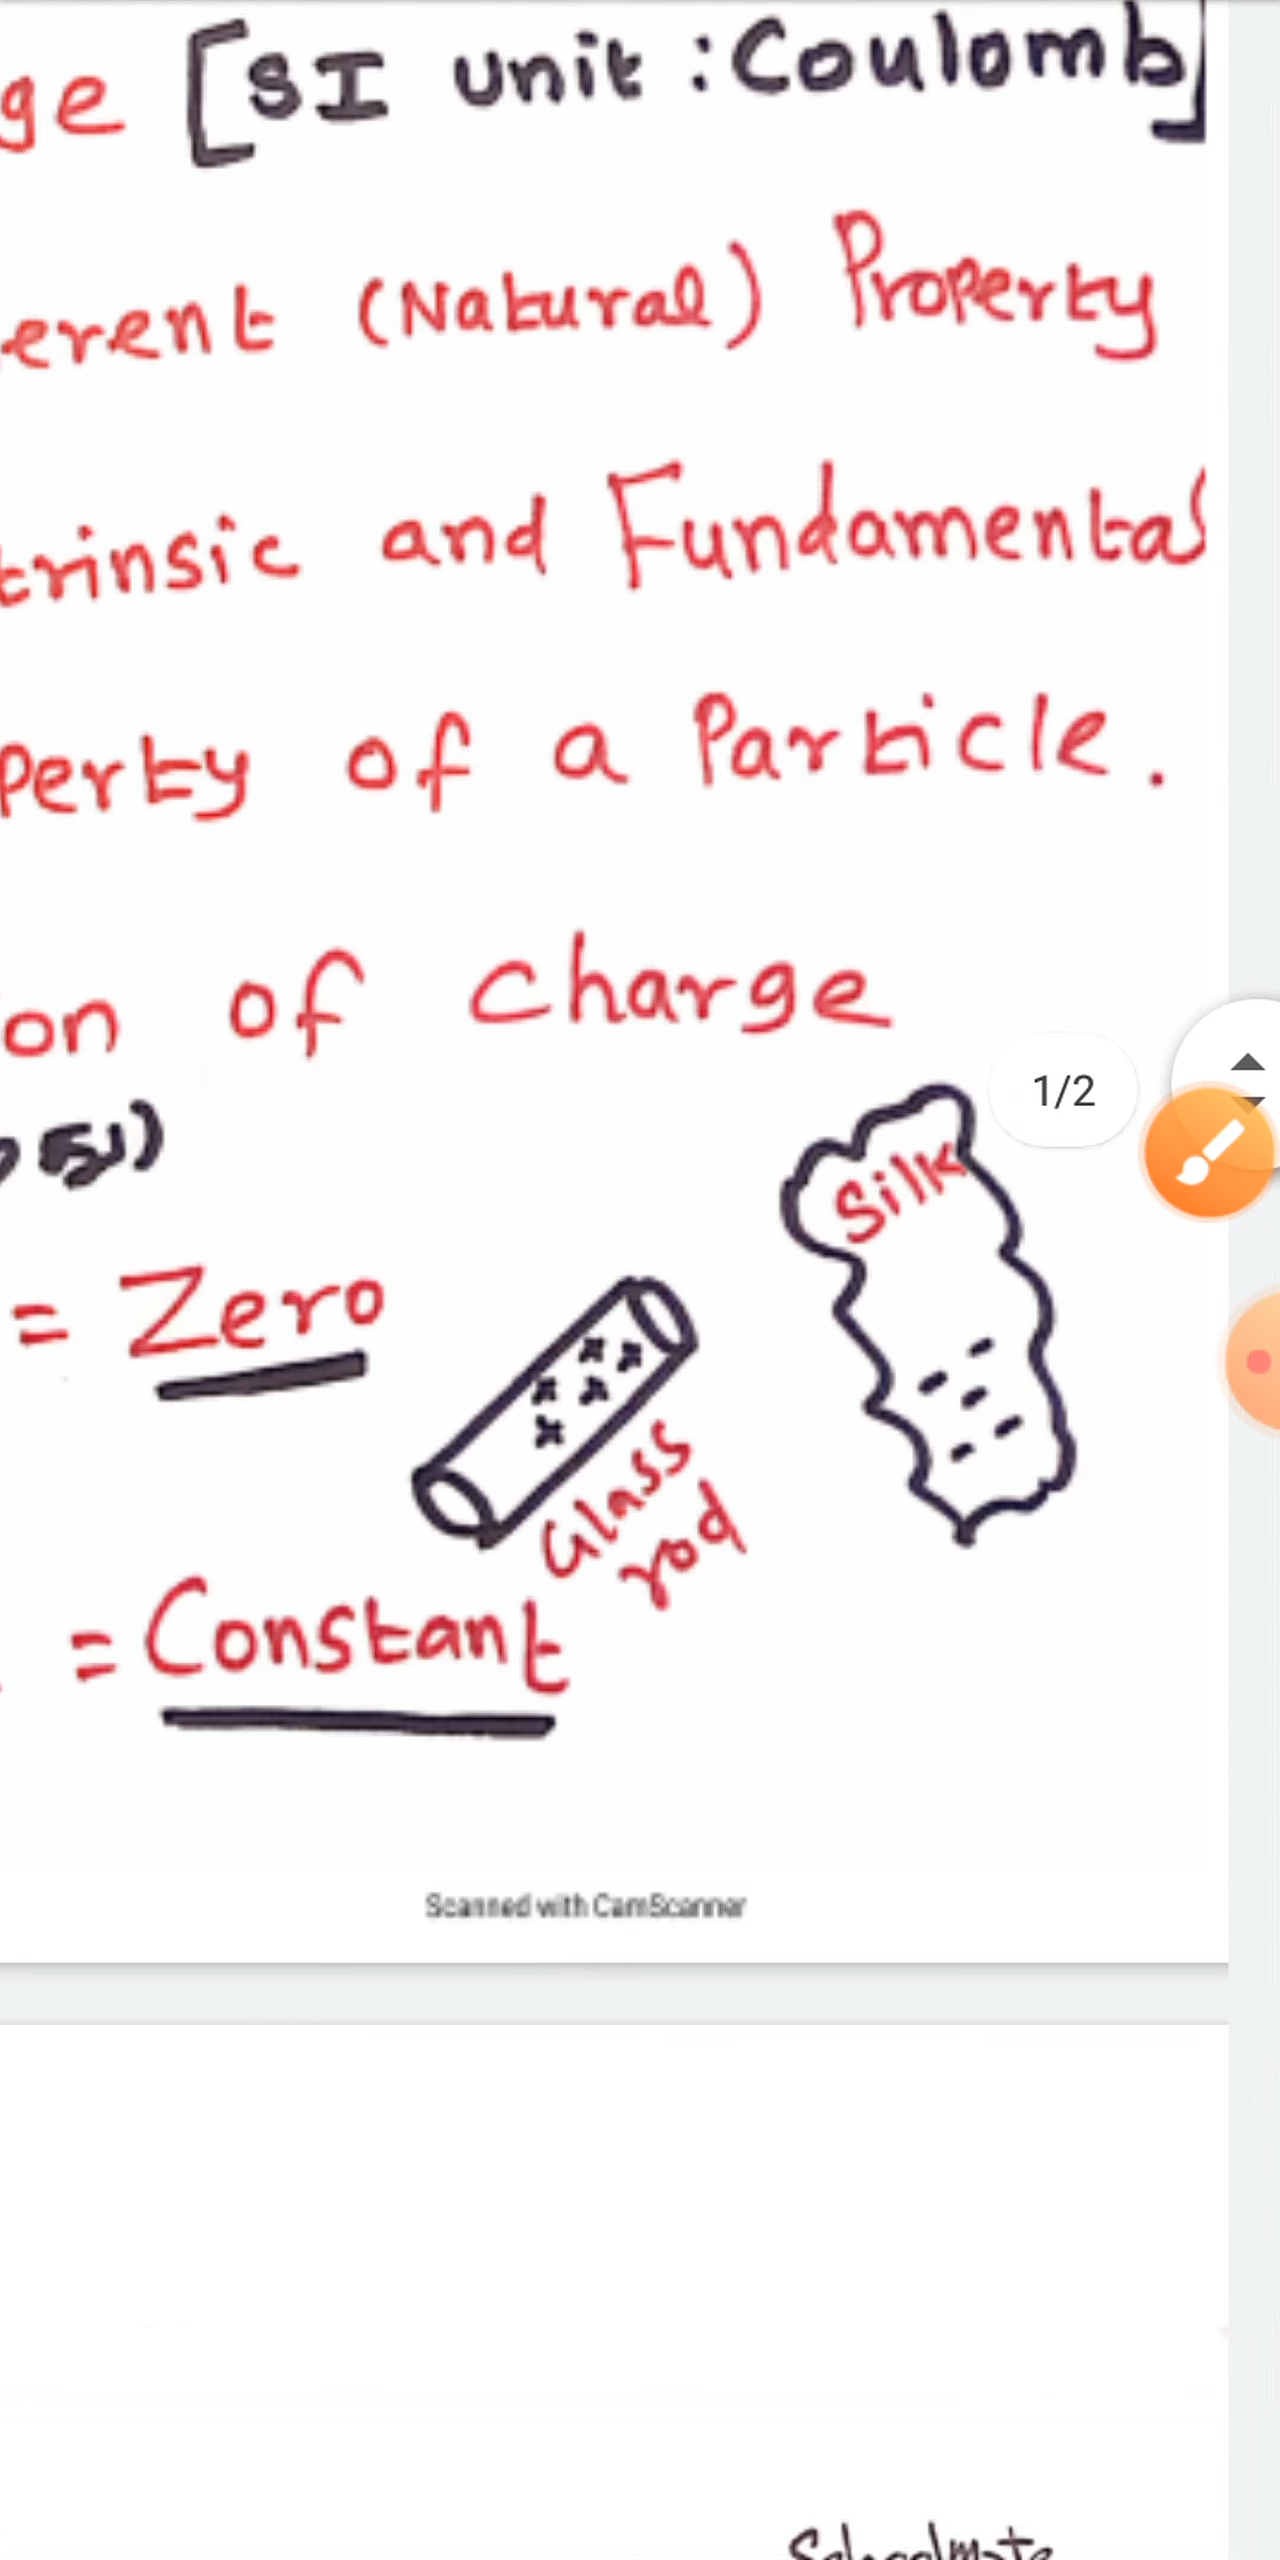 ge [SI unit : Coulomb]
erent (Natural) Property
trinsic and Fundamental
perty of a Particle.
on of charge
1/2
Silk
= Zero
Glass
rod
= Constant
Scanned with CamScanner
Schoolmate